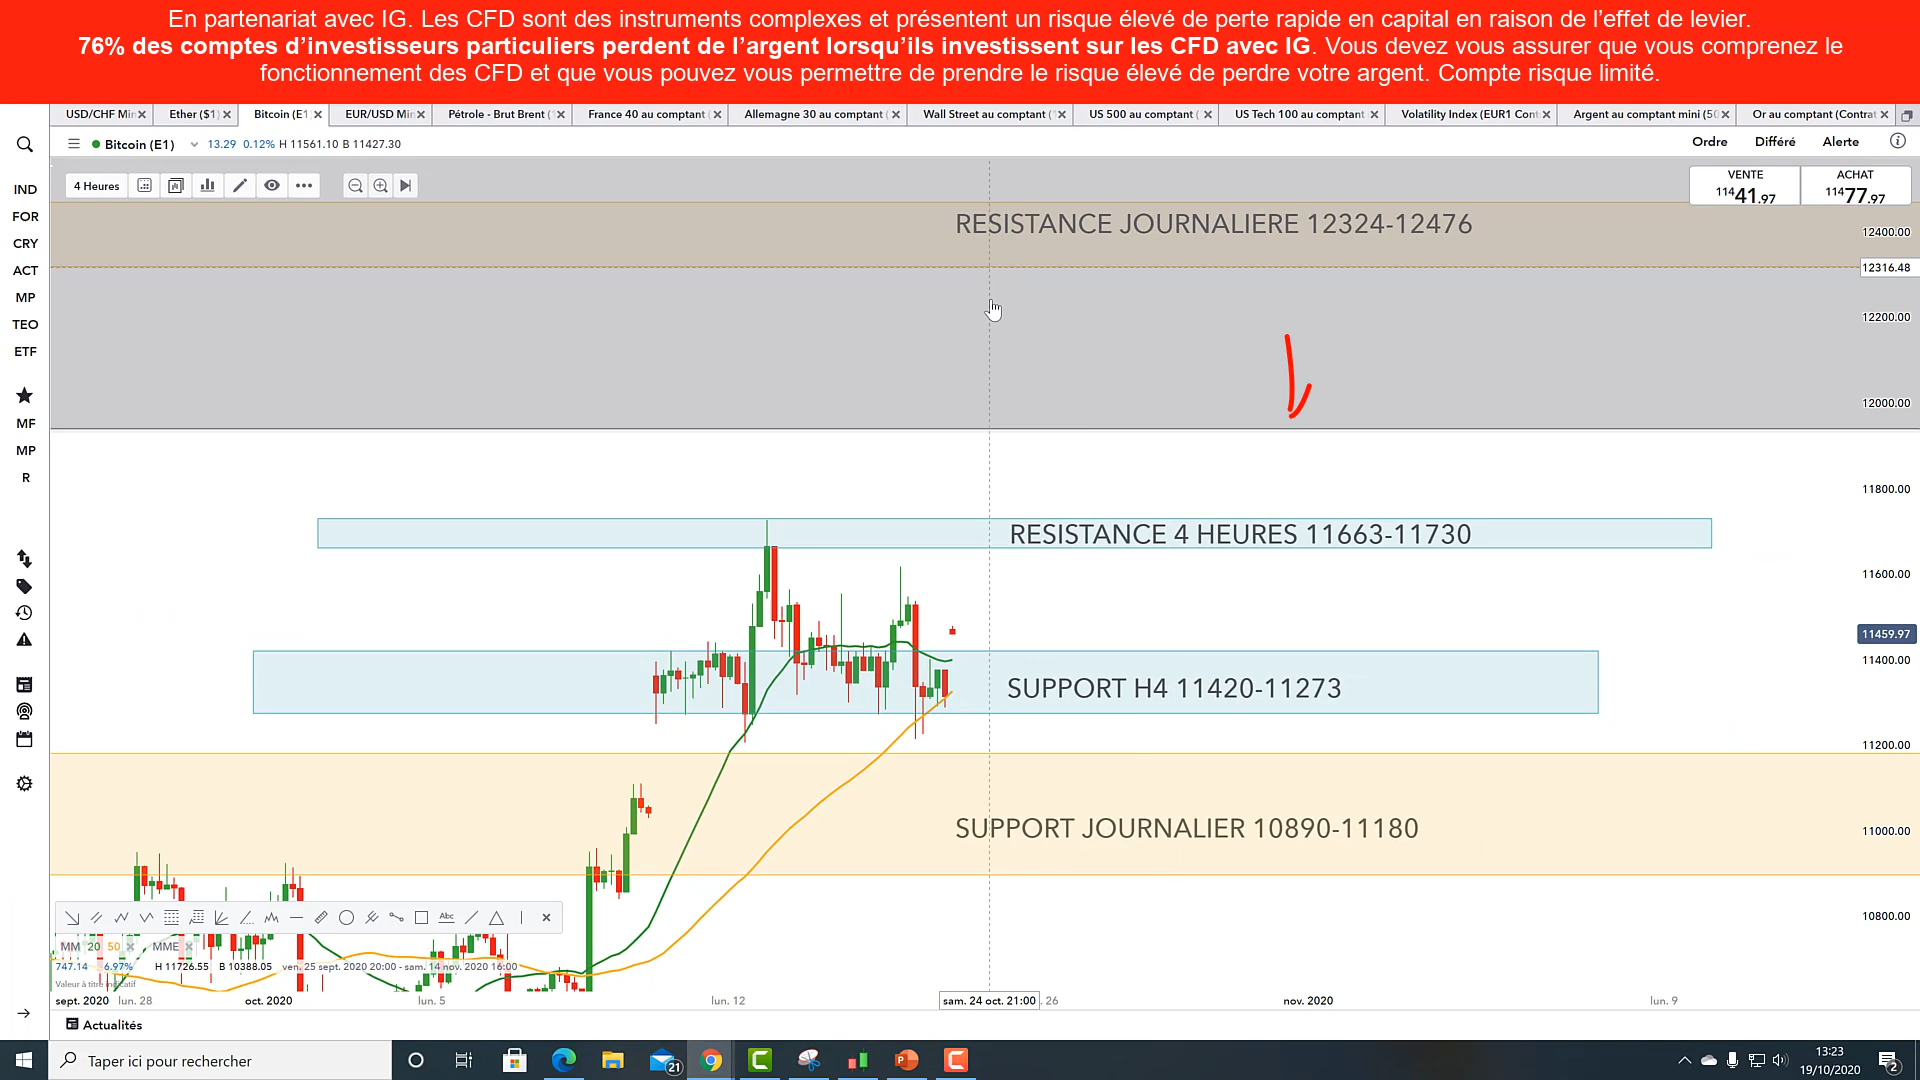 En partenariat avec IG. Les CFD sont des instruments complexes et présentent un risque élevé de perte rapide en capital en raison de l'effet de levier.
76% des comptes d'investisseurs particuliers perdent de l'argent lorsqu'ils investissent sur les CFD avec IG. Vous devez vous assurer que vous comprenez le
fonctionnement des CFD et que vous pouvez vous permettre de prendre le risque élevé de perdre votre argent. Compte risque limité.
USD/CHF Min Ether ($1) Bitcoin (E1 EUR/USD Min Pétrole - Brut Brent (1 France 40 au comptant ( Allemagne 30 au comptant ( Wall Street au comptant ( US 500 au comptant ( US Tech 100 au comptant Volatility Index (EUR1 Cont Argent au comptant mini (50 Or au comptant (Contrat
Bitcoin (E1) 13.29 0.12% H 11561.10 B 11427.30 Ordre Différé Alerte
4 Heures
VENTE ACHAT
11441.97 11477.97
IND
FOR
CRY
ACT
MP
TEO
ETF
MF
MP
R
RESISTANCE JOURNALIERE 12324-12476
12400.00
12316.48
12200.00
12000.00
11800.00
RESISTANCE 4 HEURES 11663-11730
11600.00
11459.97
11400.00
SUPPORT H4 11420-11273
11200.00
SUPPORT JOURNALIER 10890-11180
11000.00
10800.00
Abc
MM 20 50 MME
747.14 6.97% H 11726.55 B 10388.05 ven. 25 sept. 2020 20:00 - sam. 14 nov. 2020 16:00
Valeur à titre indicatif
sept. 2020 lun. 28 oct. 2020 lun. 5 lun. 12 sam. 24 oct. 21:00 . 26 nov. 2020 lun. 9
Actualités
Taper ici pour rechercher
21
13:23
19/10/2020
2